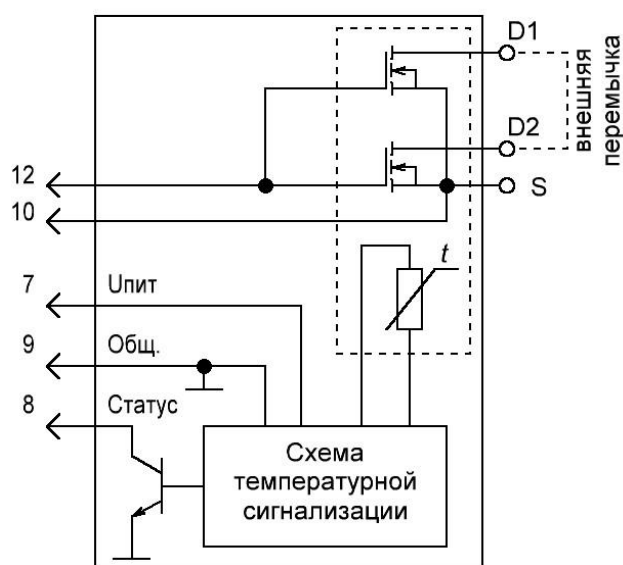 D1
внешняя
перемычка
D2
12
S
10
t
7 Uпит
9 Общ.
8 Статус
Схема
температурной
сигнализации